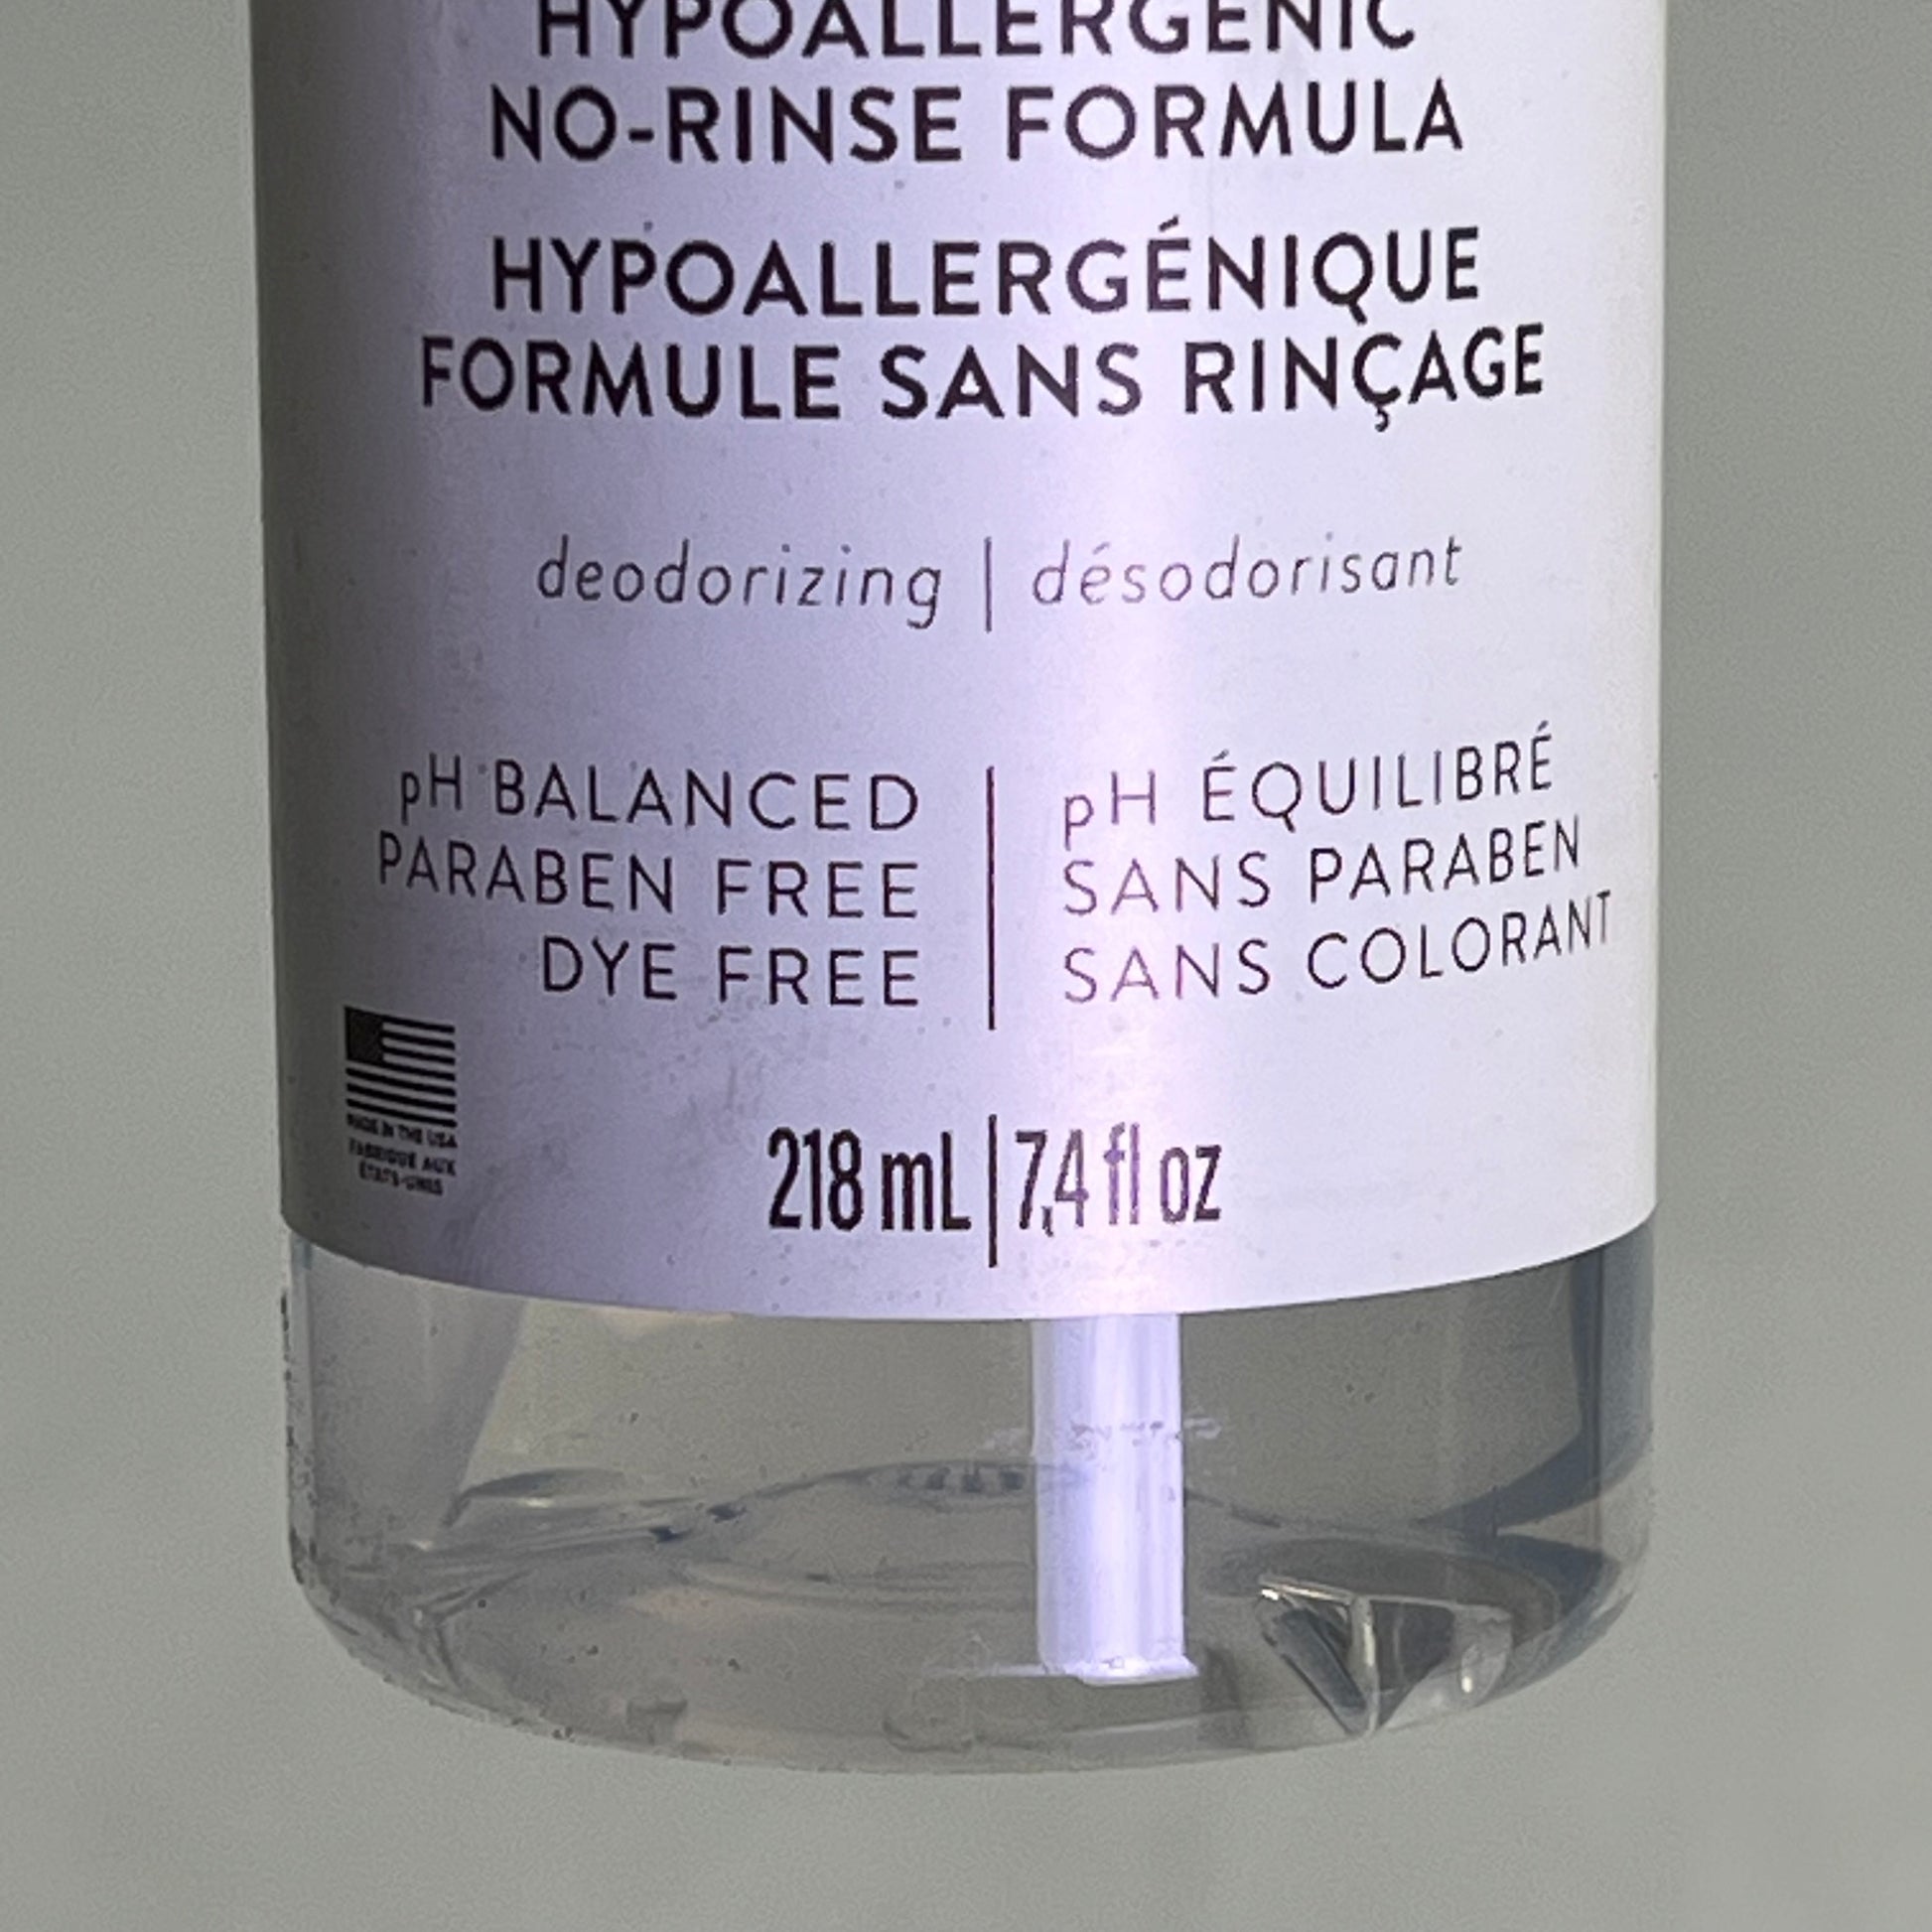 HYPOALLERGENIC
NO-RINSE FORMULA
HYPOALLERGÉNIQUE
FORMULE SANS RINÇAGE
deodorizing | désodorisant
pH BALANCED | pH ÉQUILIBRÉ
PARABEN FREE | SANS PARABEN
DYE FREE | SANS COLORANT
MADE IN THE USA
FABRIQUÉ AUX
ÉTATS-UNIS
218 mL | 7,4 fl oz